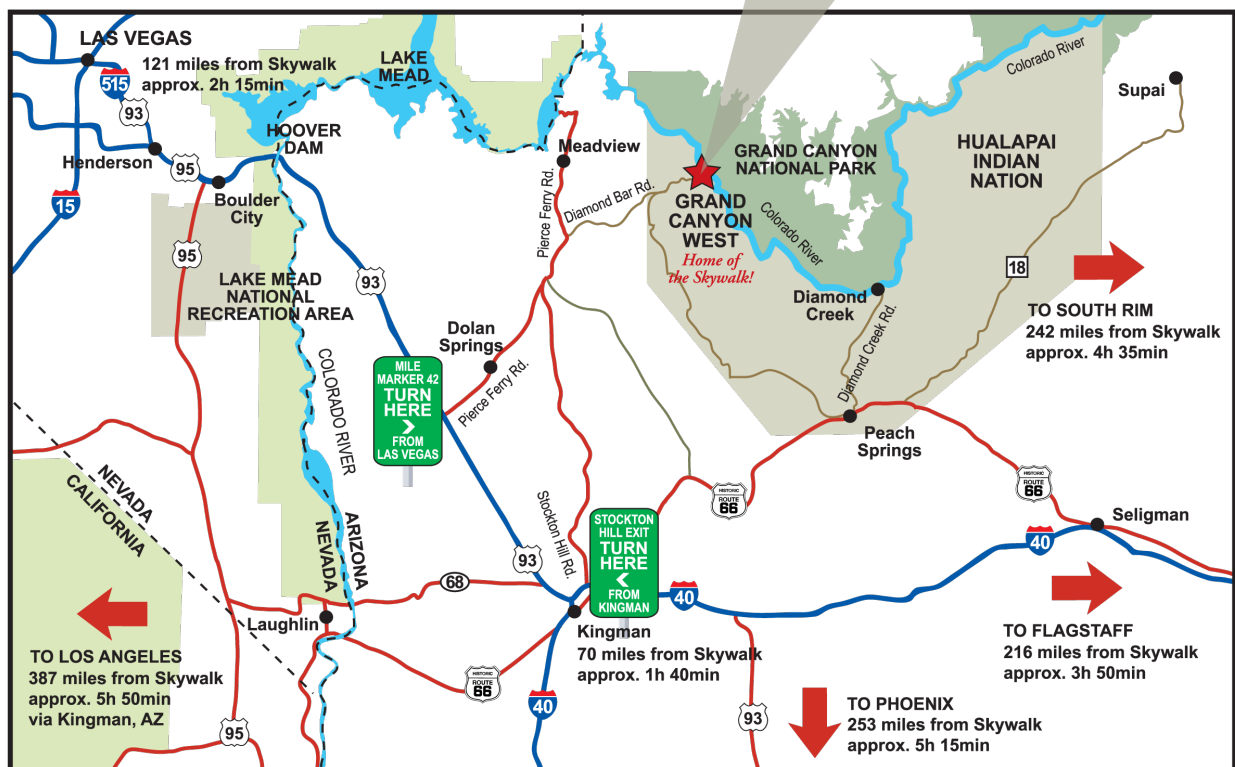 LAS VEGAS
121 miles from Skywalk
approx. 2h 15min
515
93
Henderson
95
15
Boulder
City
HOOVER
DAM
LAKE
MEAD
95
LAKE MEAD
NATIONAL
RECREATION AREA
93
COLORADO RIVER
Meadview
Pierce Ferry Rd.
Diamond Bar Rd.
GRAND CANYON
NATIONAL PARK
GRAND
CANYON
WEST
Home of
the Skywalk!
Colorado River
Colorado River
Supai
HUALAPAI
INDIAN
NATION
18
Diamond
Creek
Diamond Creek Rd.
TO SOUTH RIM
242 miles from Skywalk
approx. 4h 35min
Dolan
Springs
Pierce Ferry Rd.
MILE
MARKER 42
TURN
HERE
>
FROM
LAS VEGAS
Peach
Springs
HISTORIC
ROUTE
66
HISTORIC
ROUTE
66
Seligman
40
NEVADA
CALIFORNIA
ARIZONA
NEVADA
Stockton
Hill Rd.
STOCKTON
HILL EXIT
TURN
HERE
<
FROM
KINGMAN
93
68
40
Laughlin
Kingman
70 miles from Skywalk
approx. 1h 40min
HISTORIC
ROUTE
66
40
TO LOS ANGELES
387 miles from Skywalk
approx. 5h 50min
via Kingman, AZ
95
93
TO FLAGSTAFF
216 miles from Skywalk
approx. 3h 50min
TO PHOENIX
253 miles from Skywalk
approx. 5h 15min